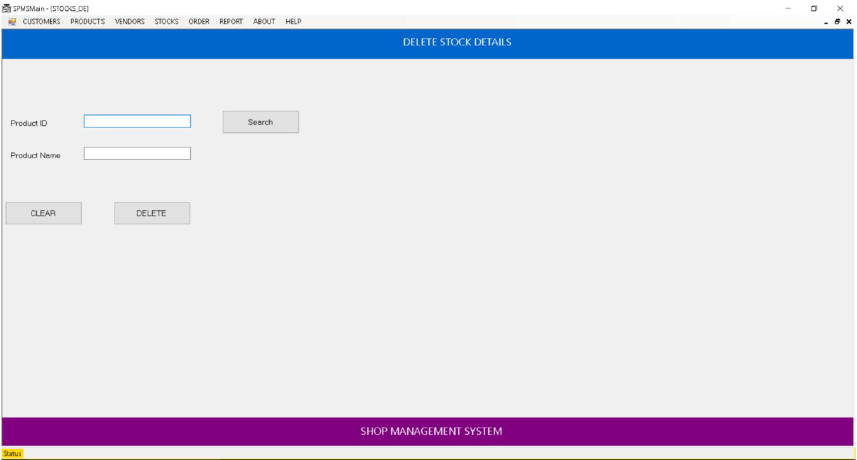 SPMSMain - [STOCKS_DE]
CUSTOMERS PRODUCTS VENDORS STOCKS ORDER REPORT ABOUT HELP
DELETE STOCK DETAILS
Product ID
Search
Product Name
CLEAR DELETE
SHOP MANAGEMENT SYSTEM
Status